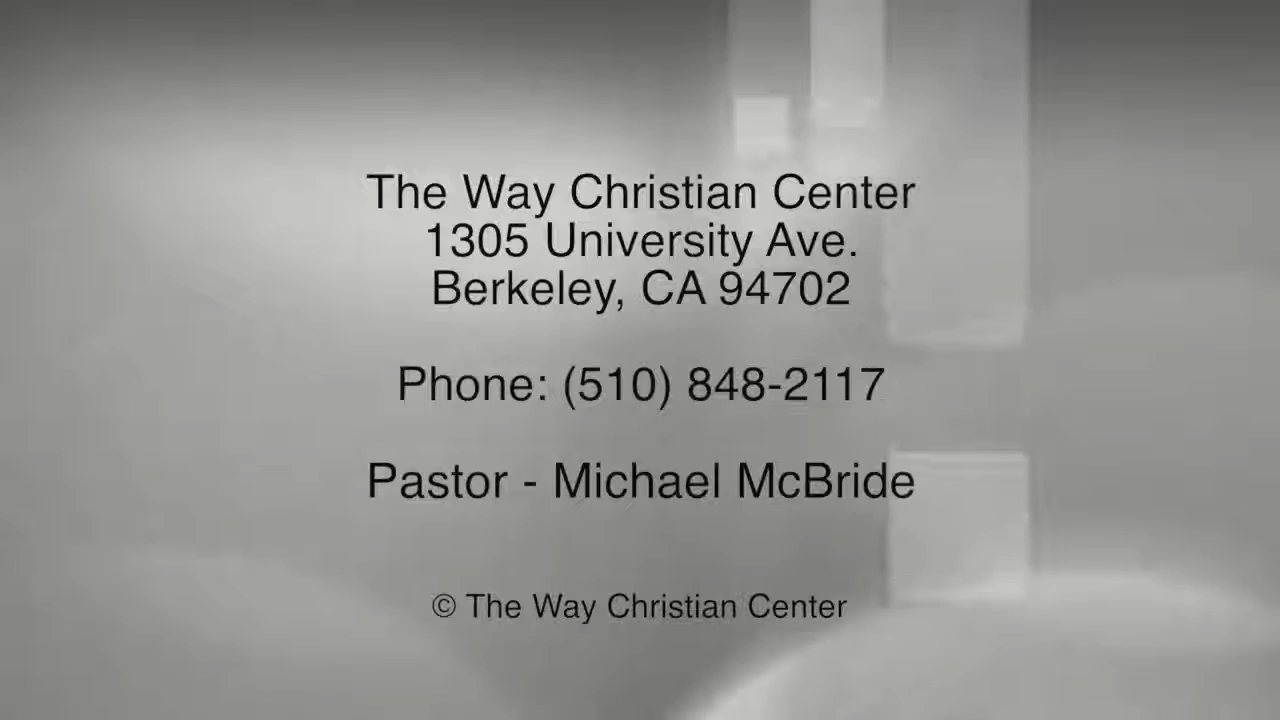 The Way Christian Center
1305 University Ave.
Berkeley, CA 94702
Phone: (510) 848-2117
Pastor - Michael McBride
© The Way Christian Center